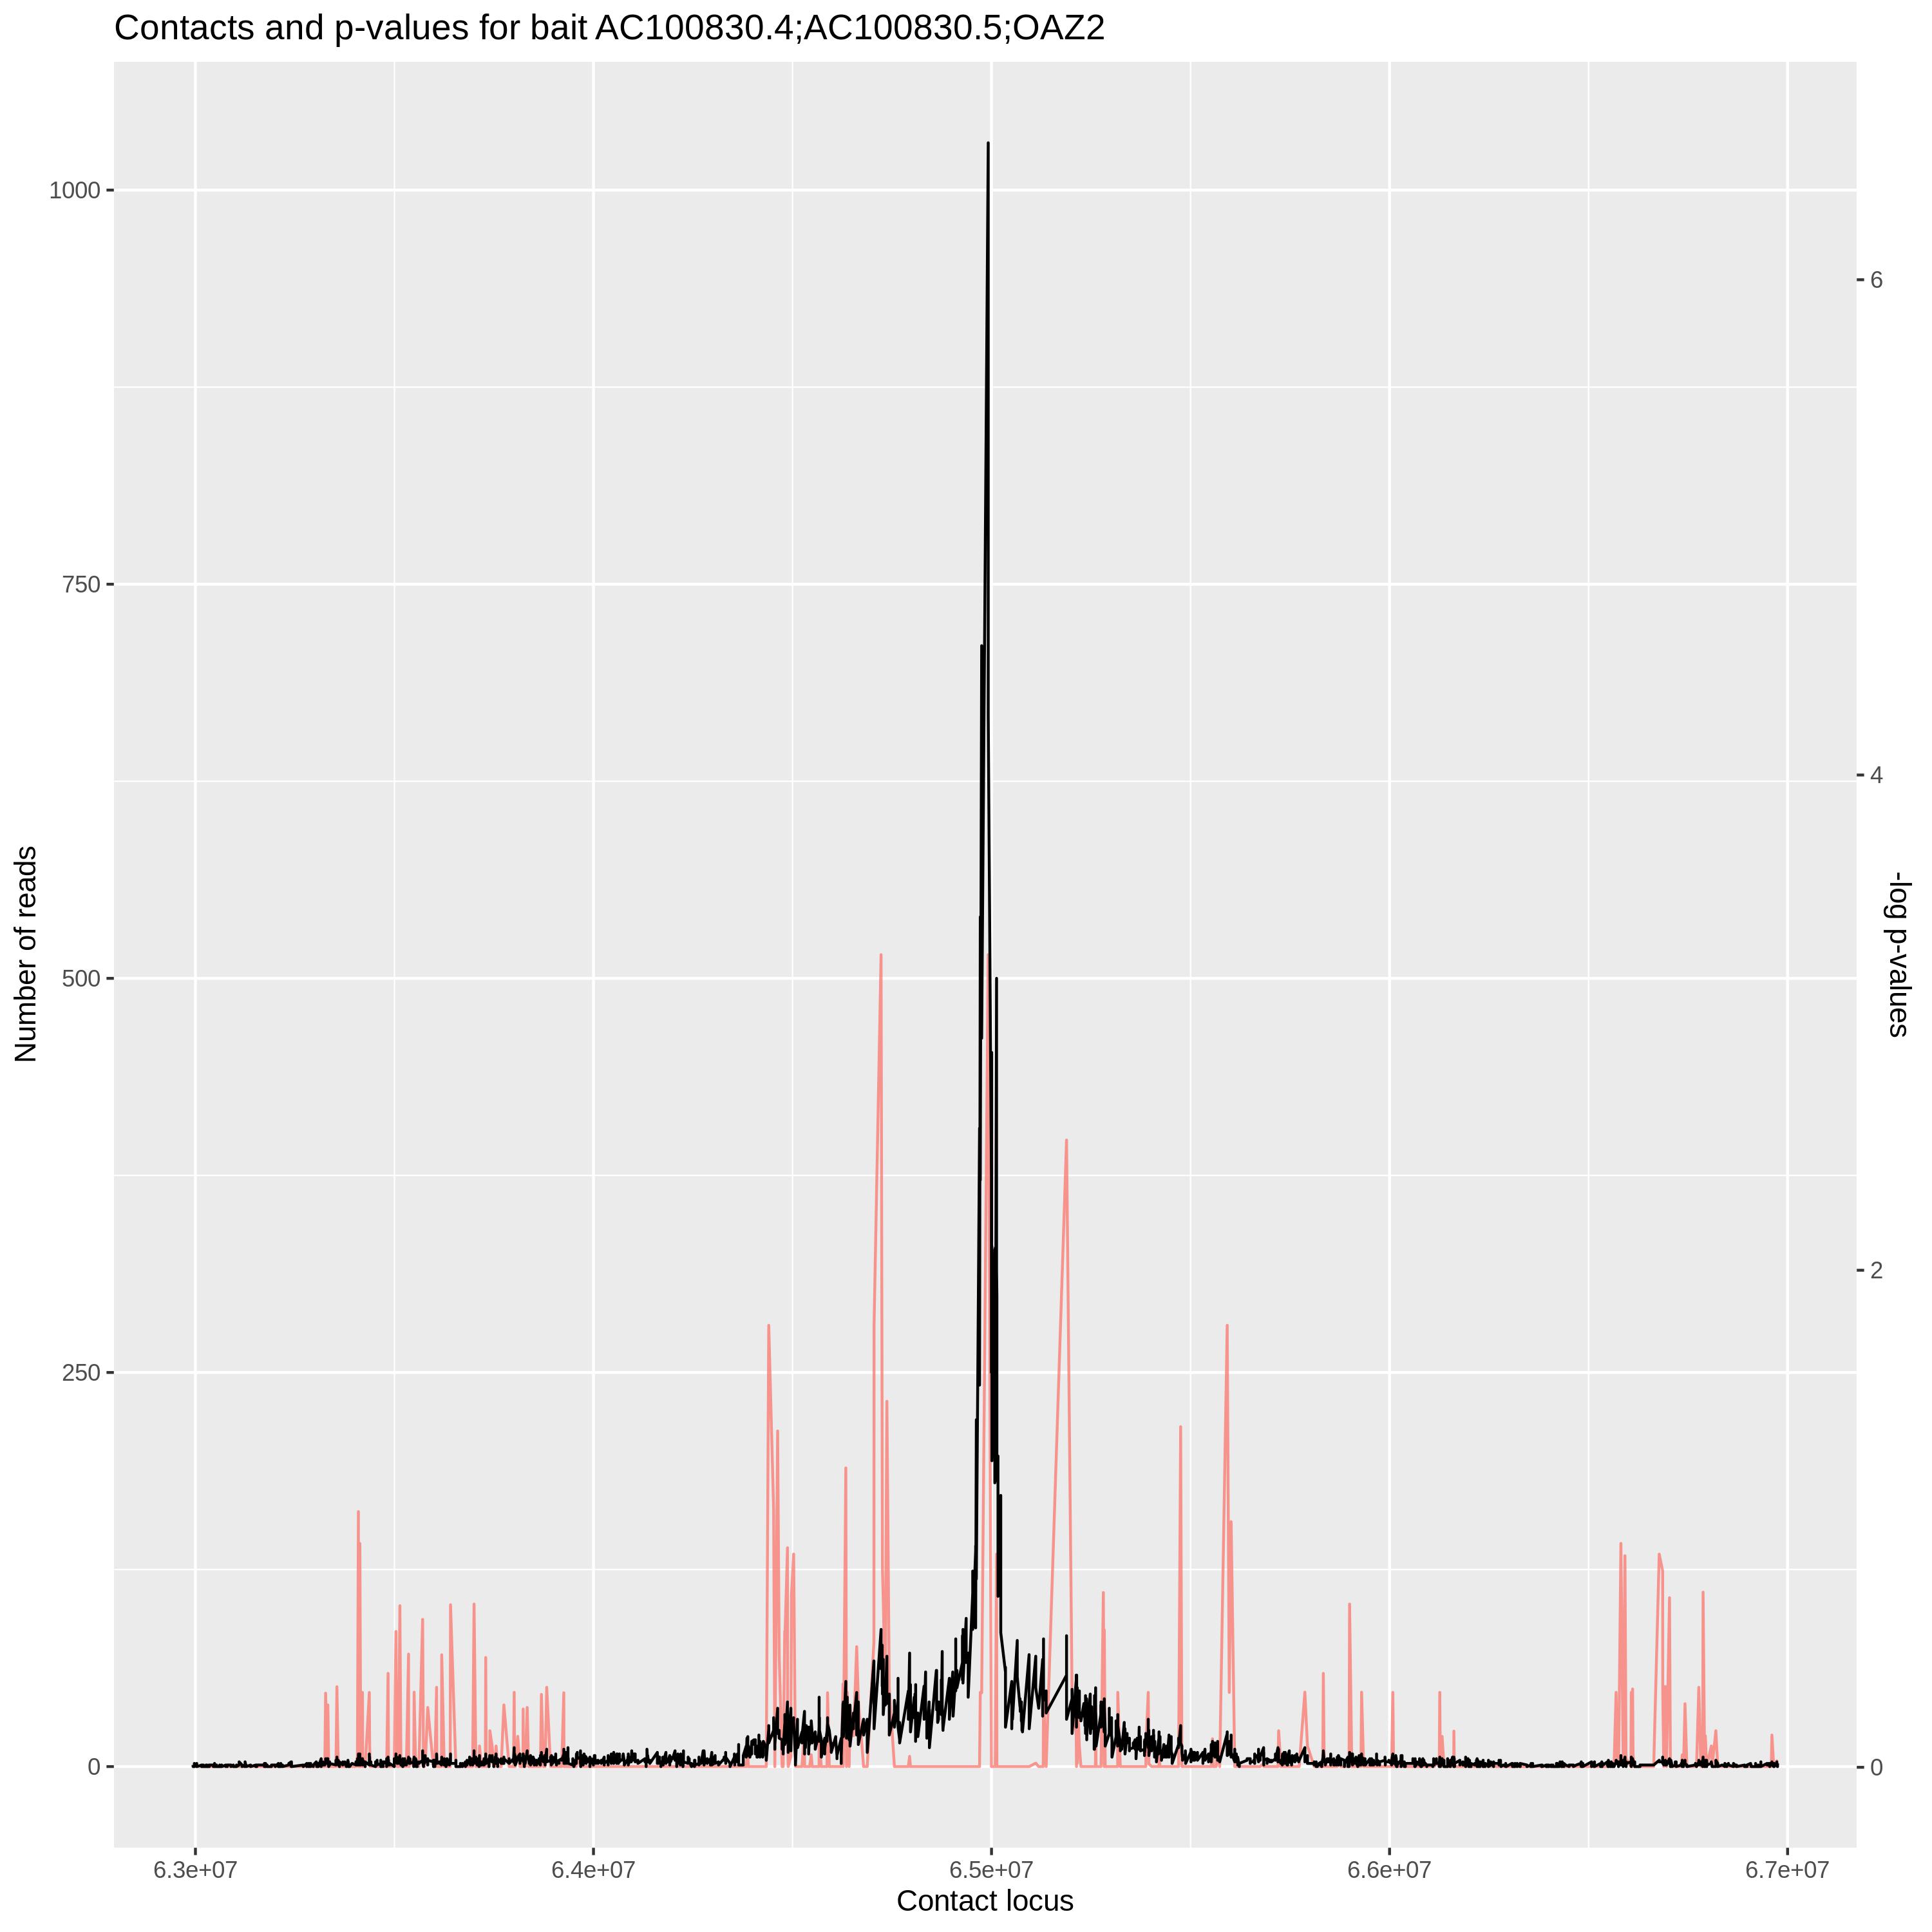 Contacts and p-values for bait AC100830.4;AC100830.5;OAZ2
1000
750
500
250
0
Number of reads
6
4
2
0
-log p-values
6.3e+07 6.4e+07 6.5e+07 6.6e+07 6.7e+07
Contact locus